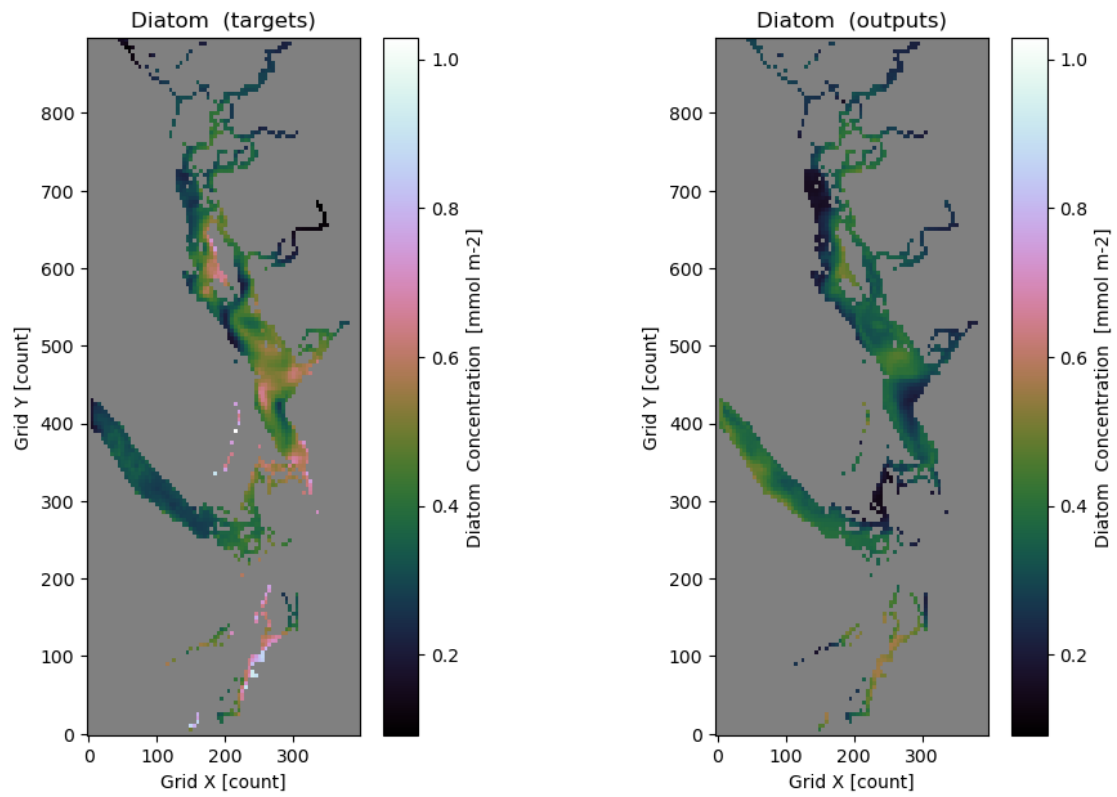 Diatom (targets)
800
700
600
500
400
300
200
100
0
0 100 200 300
Grid X [count]
Grid Y [count]
1.0
0.8
0.6
0.4
0.2
Diatom Concentration [mmol m-2]
Diatom (outputs)
800
700
600
500
400
300
200
100
0
0 100 200 300
Grid X [count]
Grid Y [count]
1.0
0.8
0.6
0.4
0.2
Diatom Concentration [mmol m-2]